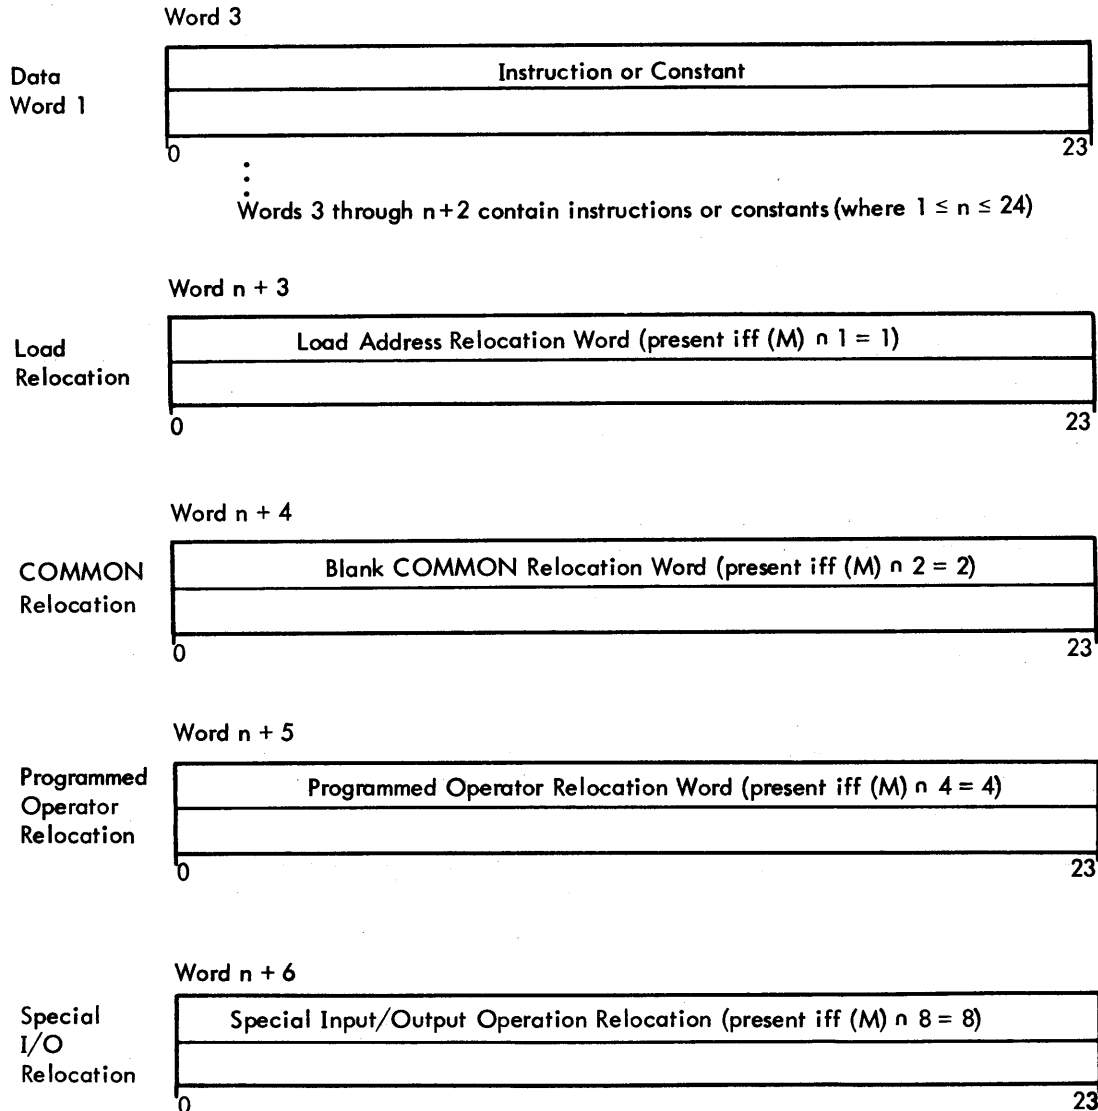 Word 3
Data
Word 1
Instruction or Constant
0
23
Words 3 through n+2 contain instructions or constants (where 1 ≤ n ≤ 24)
Word n + 3
Load
Relocation
Load Address Relocation Word (present iff (M) ∩ 1 = 1)
0
23
Word n + 4
COMMON
Relocation
Blank COMMON Relocation Word (present iff (M) ∩ 2 = 2)
0
23
Word n + 5
Programmed
Operator
Relocation
Programmed Operator Relocation Word (present iff (M) ∩ 4 = 4)
0
23
Word n + 6
Special
I/O
Relocation
Special Input/Output Operation Relocation (present iff (M) ∩ 8 = 8)
0
23